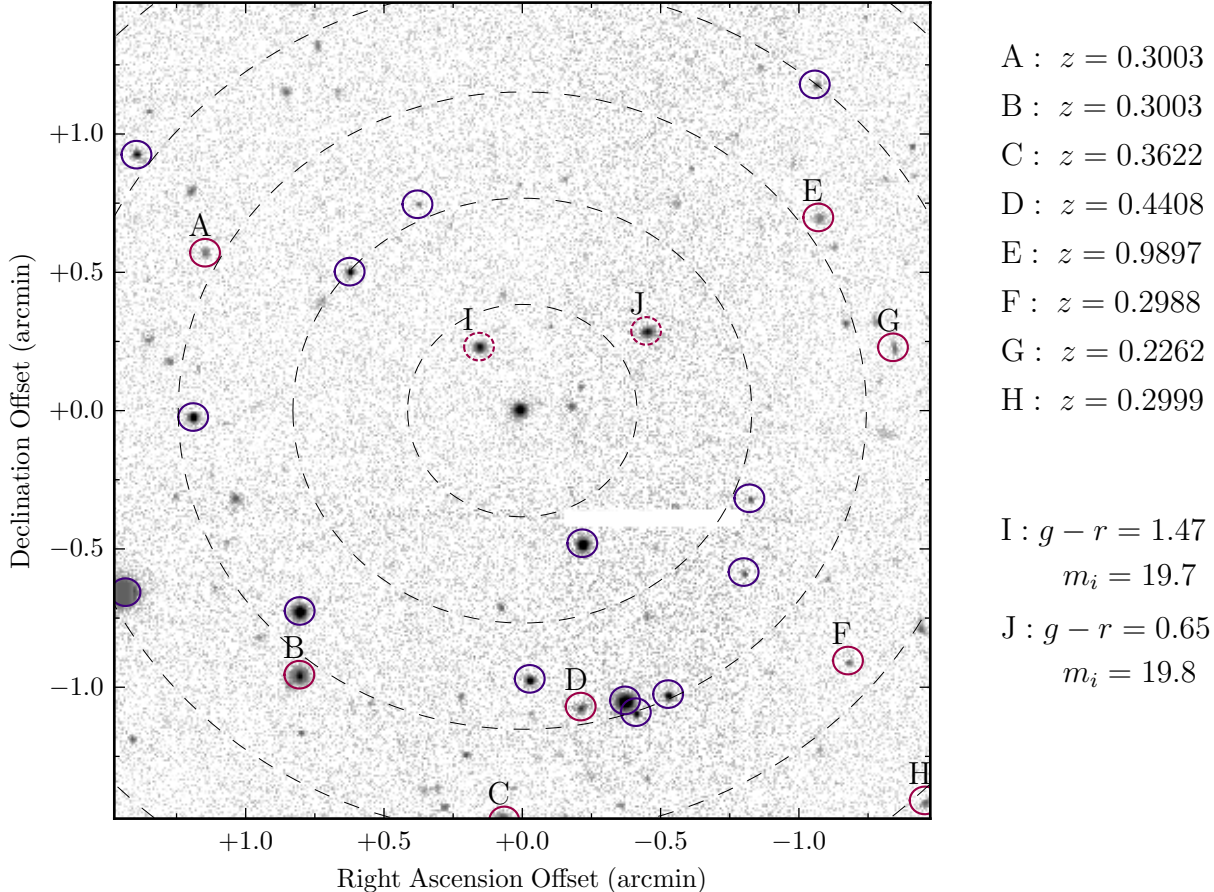 A : z = 0.3003
B : z = 0.3003
C : z = 0.3622
D : z = 0.4408
E : z = 0.9897
F : z = 0.2988
G : z = 0.2262
H : z = 0.2999
I : g − r = 1.47
m_i = 19.7
J : g − r = 0.65
m_i = 19.8
A
B
C
D
E
F
G
H
I
J
+1.0
+0.5
+0.0
−0.5
−1.0
Declination Offset (arcmin)
+1.0 +0.5 +0.0 −0.5 −1.0
Right Ascension Offset (arcmin)